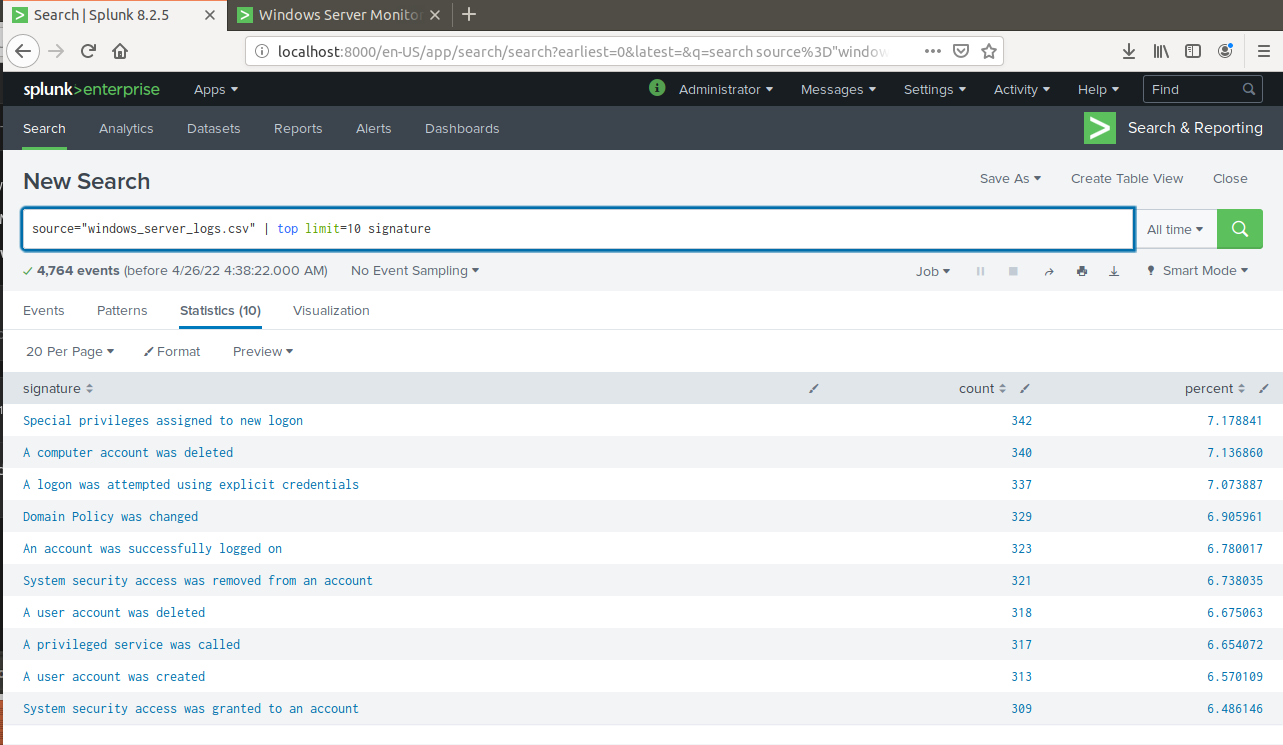 Search | Splunk 8.2.5 Windows Server Monito
localhost:8000/en-US/app/search/search?earliest=0&latest=&q=search source%3D"windov
splunk>enterprise Apps i Administrator Messages Settings Activity Help Find
Search Analytics Datasets Reports Alerts Dashboards Search & Reporting
New Search Save As Create Table View Close
source="windows_server_logs.csv" | top limit=10 signature All time
4,764 events (before 4/26/22 4:38:22.000 AM) No Event Sampling Job Smart Mode
Events Patterns Statistics (10) Visualization
20 Per Page Format Preview
signature count percent
Special privileges assigned to new logon 342 7.178841
A computer account was deleted 340 7.136860
A logon was attempted using explicit credentials 337 7.073887
Domain Policy was changed 329 6.905961
An account was successfully logged on 323 6.780017
System security access was removed from an account 321 6.738035
A user account was deleted 318 6.675063
A privileged service was called 317 6.654072
A user account was created 313 6.570109
System security access was granted to an account 309 6.486146